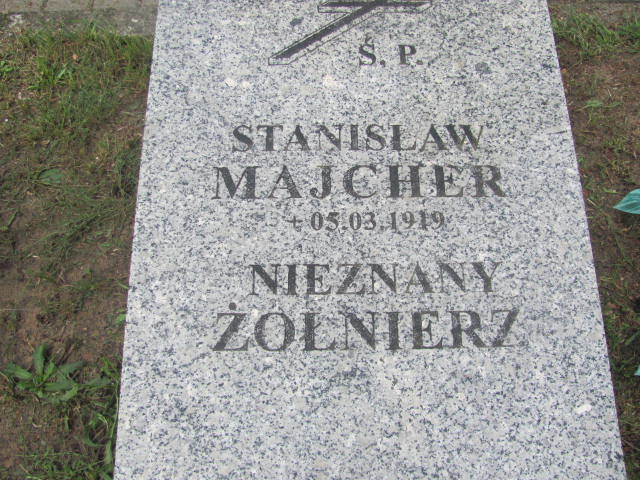 Ś. P.
STANISŁAW
MAJCHER
+ 05.03.1919
NIEZNANY
ŻOŁNIERZ